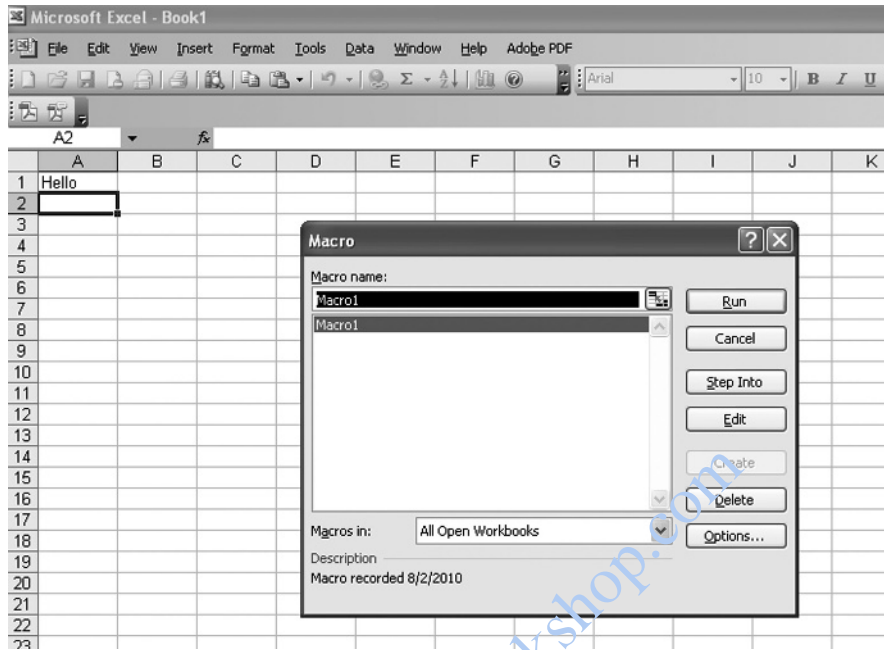 Microsoft Excel - Book1
File Edit View Insert Format Tools Data Window Help Adobe PDF
Arial 10 B I U
A2 fx
A B C D E F G H I J K
1 Hello
2
3
4
5
6
7
8
9
10
11
12
13
14
15
16
17
18
19
20
21
22
23
Macro
Macro name:
Macro1
Macro1
Run
Cancel
Step Into
Edit
Create
Delete
Options...
Macros in: All Open Workbooks
Description
Macro recorded 8/2/2010
kshop.com